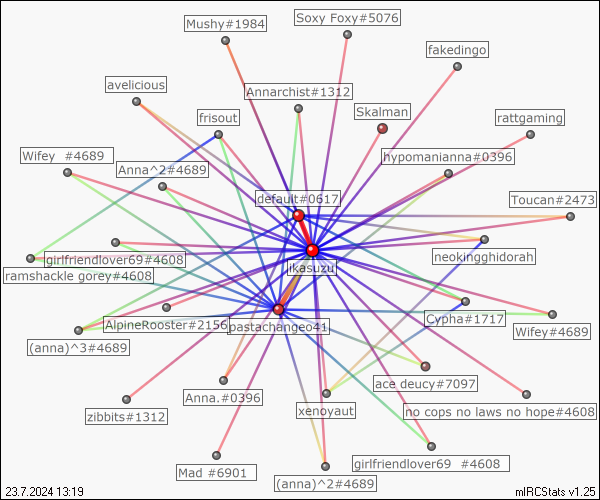 Soxy Foxy#5076
Mushy#1984
fakedingo
avelicious
Annarchist#1312
Skalman
frisout
rattgaming
Wifey  #4689
hypomanianna#0396
Anna^2#4689
default#0617
Toucan#2473
neokingghidorah
girlfriendlover69#4608
jikasuzu
ramshackle gorey#4608
Cypha#1717
AlpineRooster#2156
pastachangeo41
Wifey#4689
(anna)^3#4689
ace deucy#7097
Anna.#0396
xenoyaut
no cops no laws no hope#4608
zibbits#1312
girlfriendlover69  #4608
Mad #6901
(anna)^2#4689
23.7.2024 13:19
mIRCStats v1.25